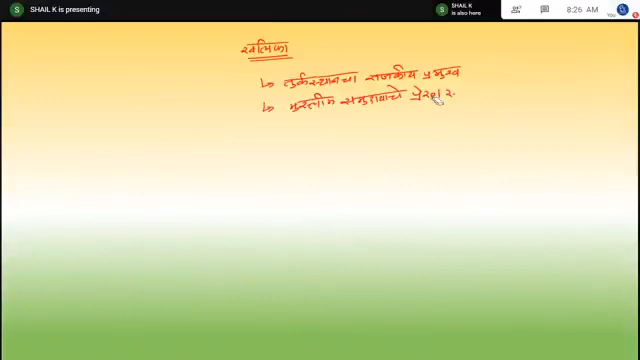 SHAIL K is presenting
SHAIL K
is also here
8:26 AM
You
खलिफा
↳ तुर्कस्थानचा राजकीय प्रमुख
↳ मुस्लीम समुदायाचे